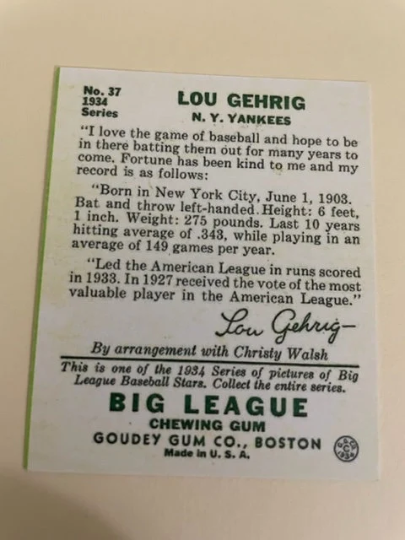 No. 37
1934
Series
LOU GEHRIG
N. Y. YANKEES
"I love the game of baseball and hope to be
in there batting them out for many years to
come. Fortune has been kind to me and my
record is as follows:
"Born in New York City, June 1, 1903.
Bat and throw left-handed. Height: 6 feet,
1 inch. Weight: 275 pounds. Last 10 years
hitting average of .343, while playing in an
average of 149 games per year.
"Led the American League in runs scored
in 1933. In 1927 received the vote of the most
valuable player in the American League."
Lou Gehrig
By arrangement with Christy Walsh
This is one of the 1934 Series of pictures of Big
League Baseball Stars. Collect the entire series.
BIG LEAGUE
CHEWING GUM
GOUDEY GUM CO., BOSTON
Made in U. S. A.